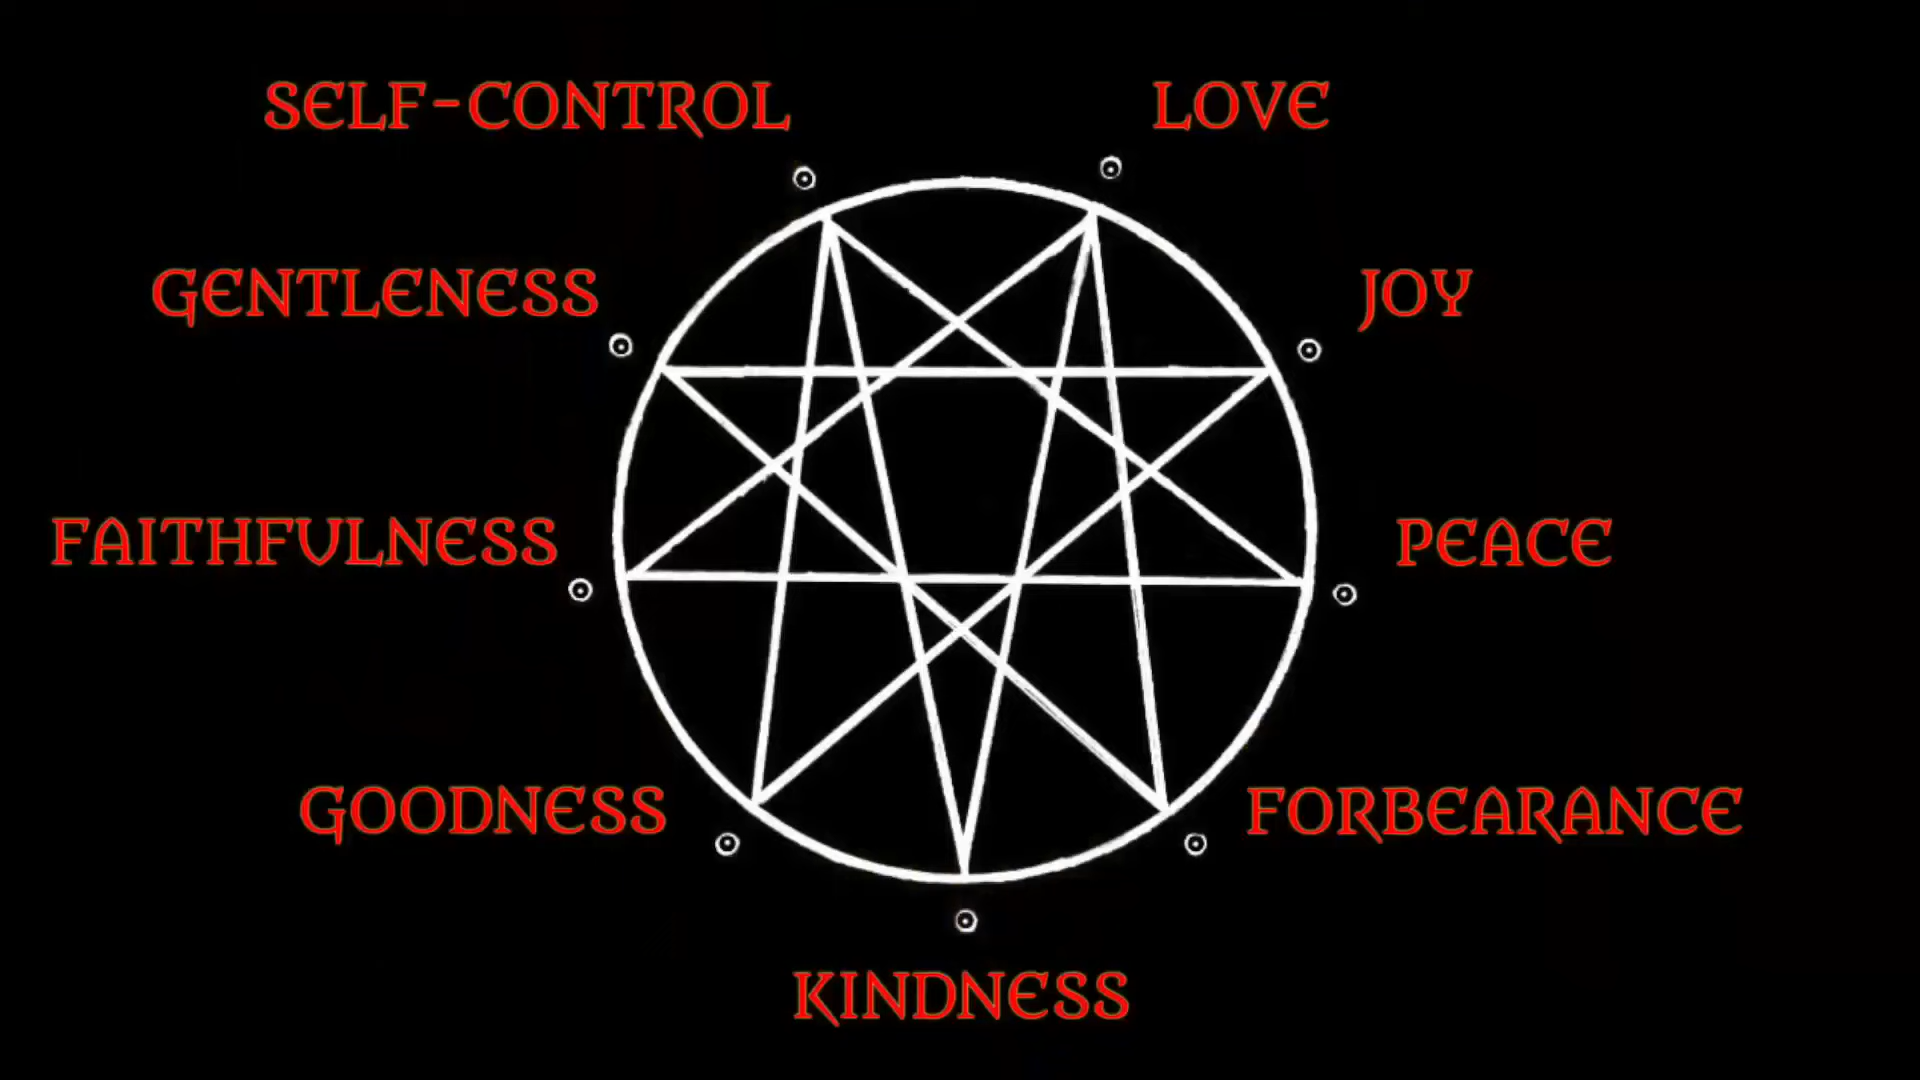 SELF-CONTROL
LOVE
GENTLENESS
JOY
FAITHFULNESS
PEACE
GOODNESS
FORBEARANCE
KINDNESS